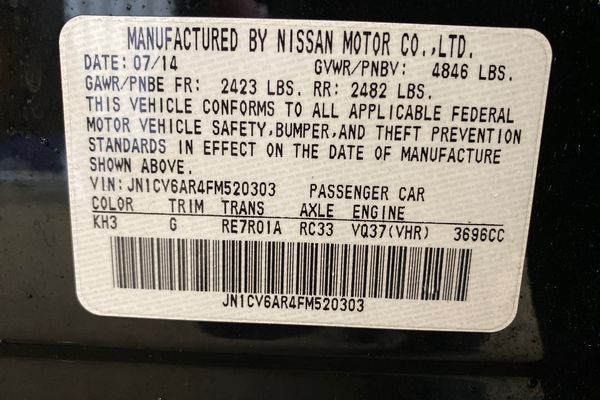 MANUFACTURED BY NISSAN MOTOR CO.,LTD.
DATE: 07/14 GVWR/PNBV: 4846 LBS.
GAWR/PNBE FR: 2423 LBS. RR: 2482 LBS.
THIS VEHICLE CONFORMS TO ALL APPLICABLE FEDERAL
MOTOR VEHICLE SAFETY,BUMPER,AND THEFT PREVENTION
STANDARDS IN EFFECT ON THE DATE OF MANUFACTURE
SHOWN ABOVE.
VIN:JN1CV6AR4FM520303 PASSENGER CAR
COLOR TRIM TRANS AXLE ENGINE
KH3 G RE7R01A RC33 VQ37(VHR) 3696CC
JN1CV6AR4FM520303